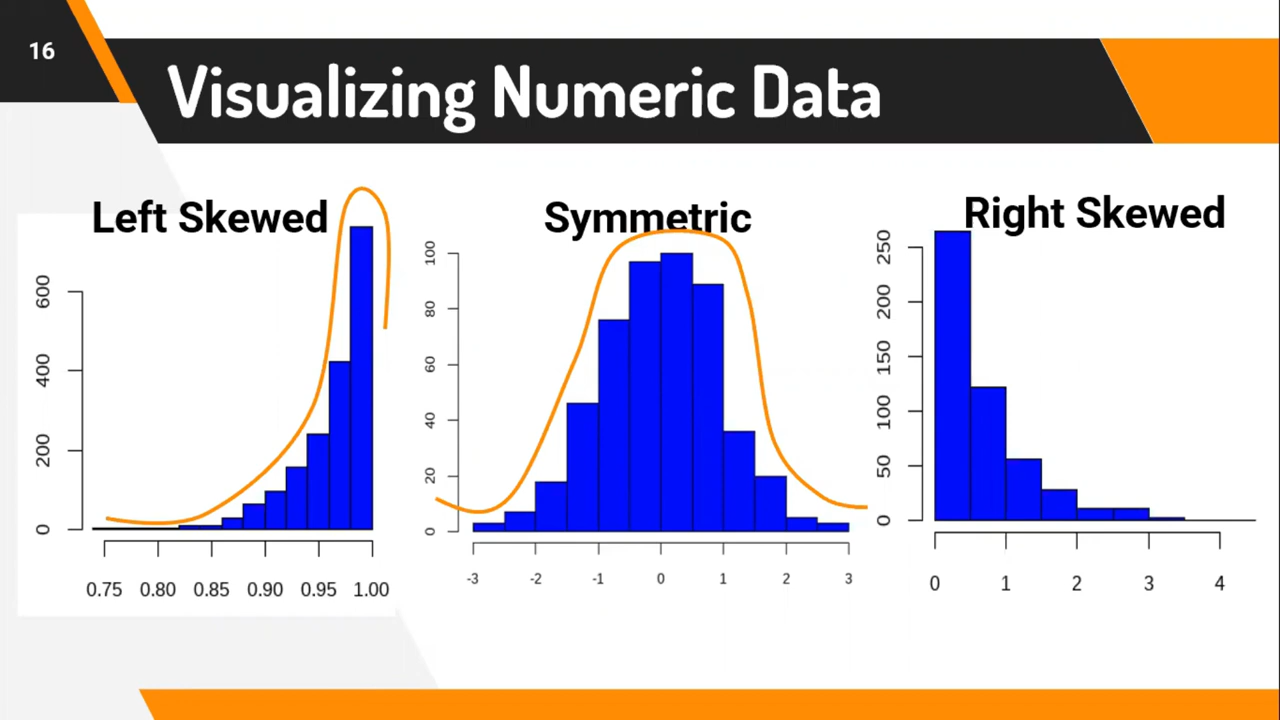 16
Visualizing Numeric Data
Left Skewed
600
400
200
0
0.75 0.80 0.85 0.90 0.95 1.00
Symmetric
100
80
60
40
20
0
-3 -2 -1 0 1 2 3
Right Skewed
250
200
150
100
50
0
0 1 2 3 4